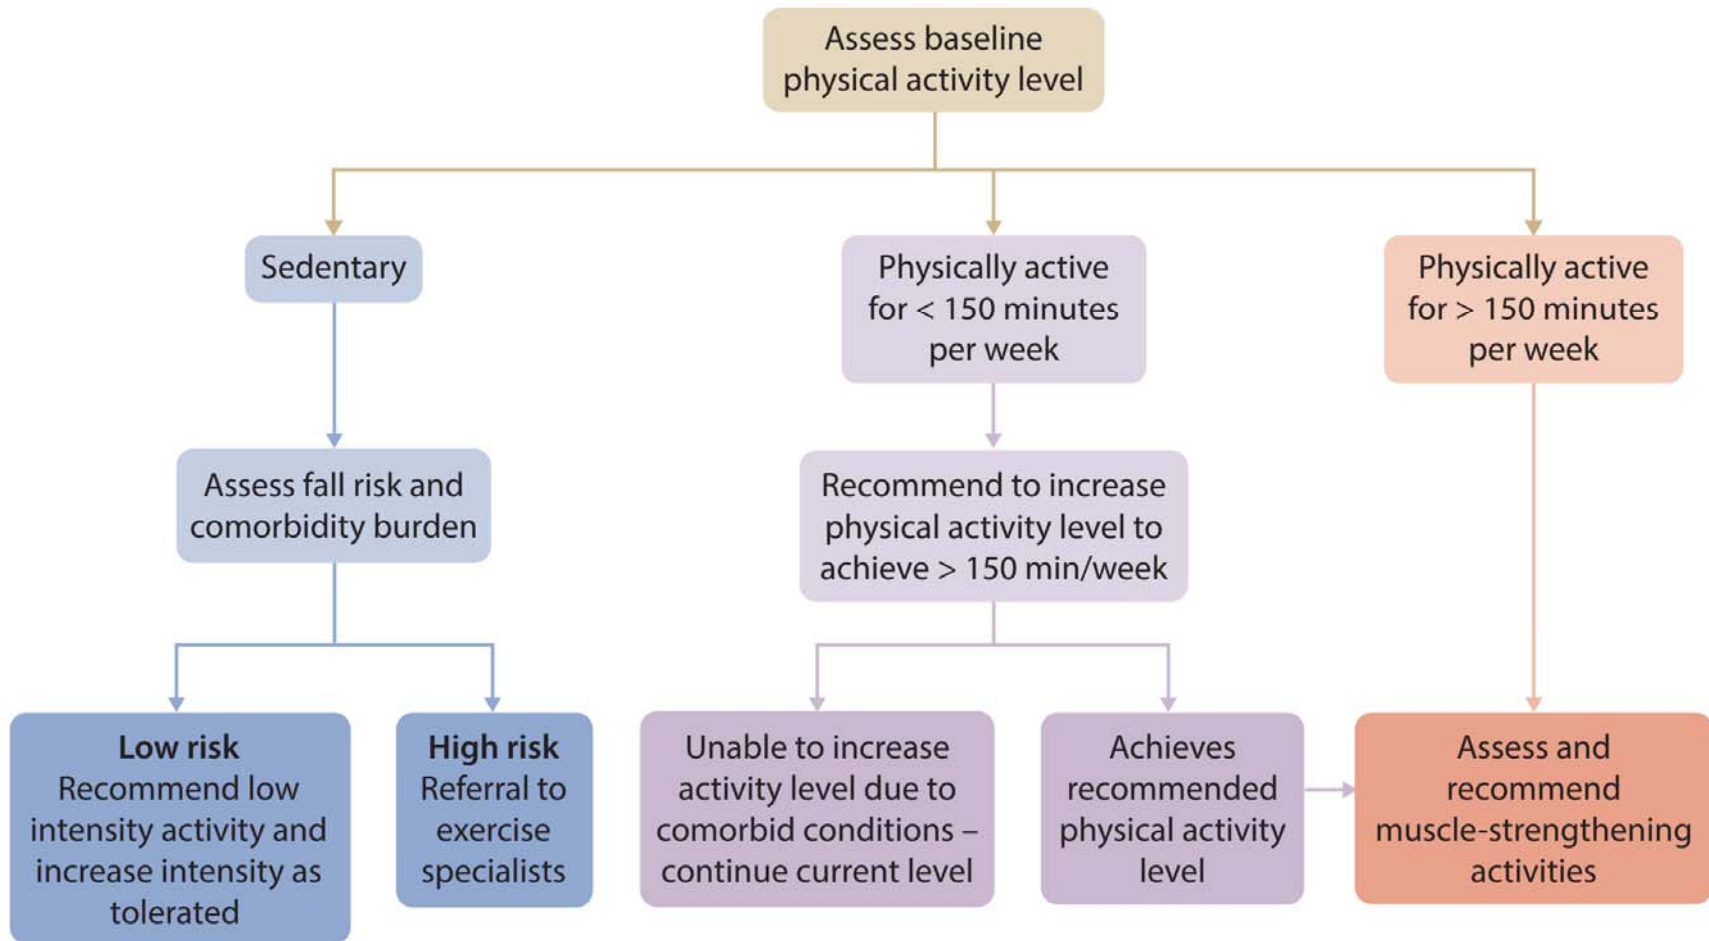 Assess baseline
physical activity level
Sedentary
Physically active
for < 150 minutes
per week
Physically active
for > 150 minutes
per week
Assess fall risk and
comorbidity burden
Recommend to increase
physical activity level to
achieve > 150 min/week
Low risk
Recommend low
intensity activity and
increase intensity as
tolerated
High risk
Referral to
exercise
specialists
Unable to increase
activity level due to
comorbid conditions –
continue current level
Achieves
recommended
physical activity
level
Assess and
recommend
muscle-strengthening
activities